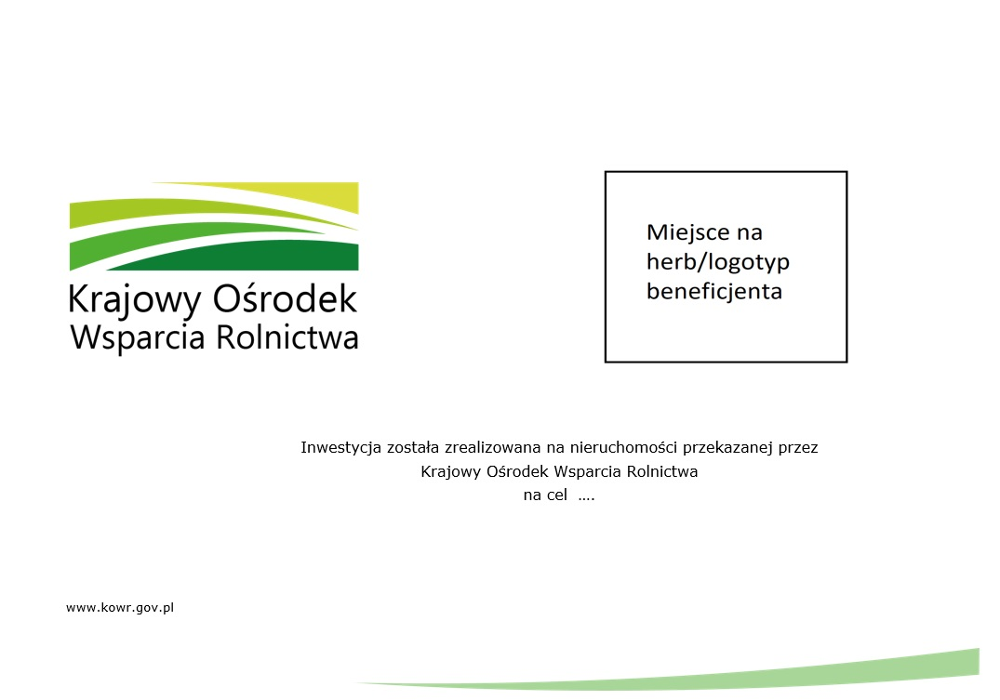 Krajowy Ośrodek
Wsparcia Rolnictwa
Miejsce na
herb/logotyp
beneficjenta
Inwestycja została zrealizowana na nieruchomości przekazanej przez
Krajowy Ośrodek Wsparcia Rolnictwa
na cel  ....
www.kowr.gov.pl